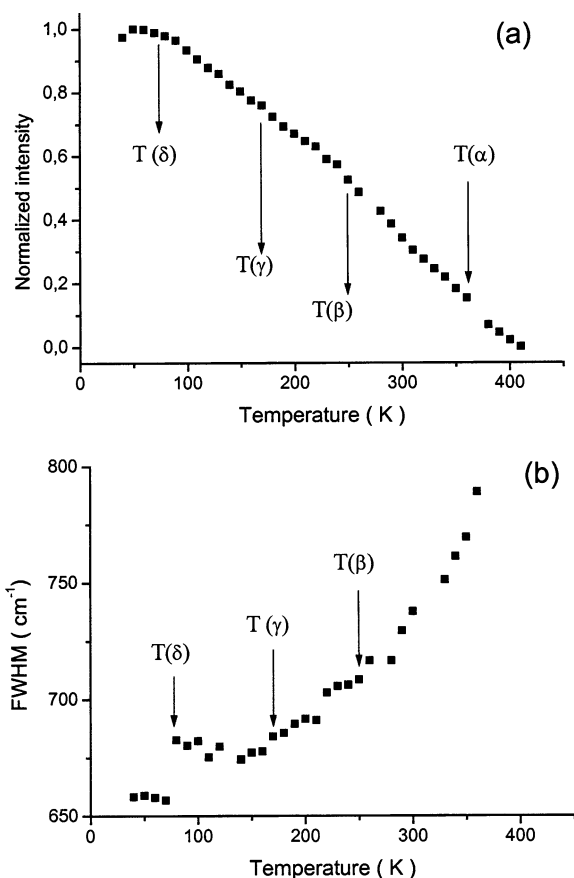 (a)
1,0
0,8
0,6
0,4
0,2
0,0
Normalized intensity
T (δ)
T(γ)
T(β)
T(α)
0 100 200 300 400
Temperature ( K )
(b)
800
750
700
650
FWHM ( cm⁻¹)
T(δ)
T (γ)
T(β)
0 100 200 300 400
Temperature ( K )